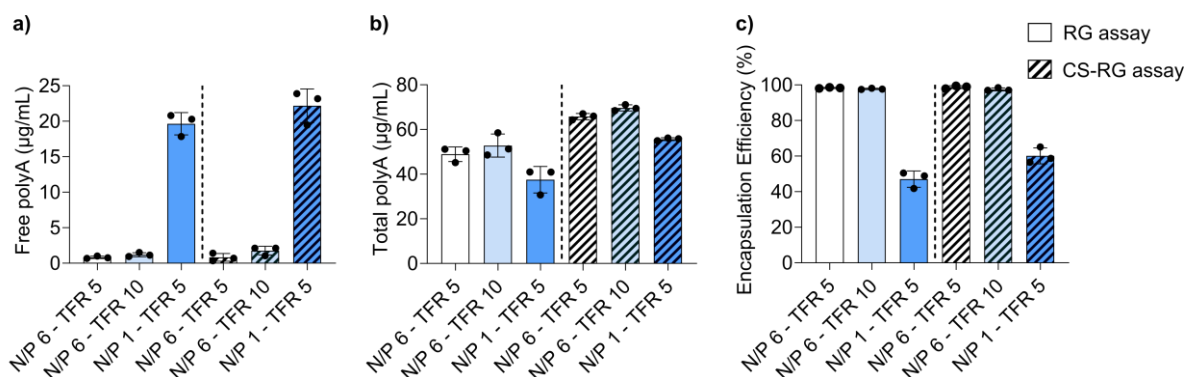 a)
Free polyA (µg/mL)
25
20
15
10
5
0
N/P 6 - TFR 5
N/P 6 - TFR 10
N/P 1 - TFR 5
N/P 6 - TFR 5
N/P 6 - TFR 10
N/P 1 - TFR 5
b)
Total polyA (µg/mL)
80
60
40
20
0
N/P 6 - TFR 5
N/P 6 - TFR 10
N/P 1 - TFR 5
N/P 6 - TFR 5
N/P 6 - TFR 10
N/P 1 - TFR 5
c)
Encapsulation Efficiency (%)
100
80
60
40
20
0
N/P 6 - TFR 5
N/P 6 - TFR 10
N/P 1 - TFR 5
N/P 6 - TFR 5
N/P 6 - TFR 10
N/P 1 - TFR 5
RG assay
CS-RG assay